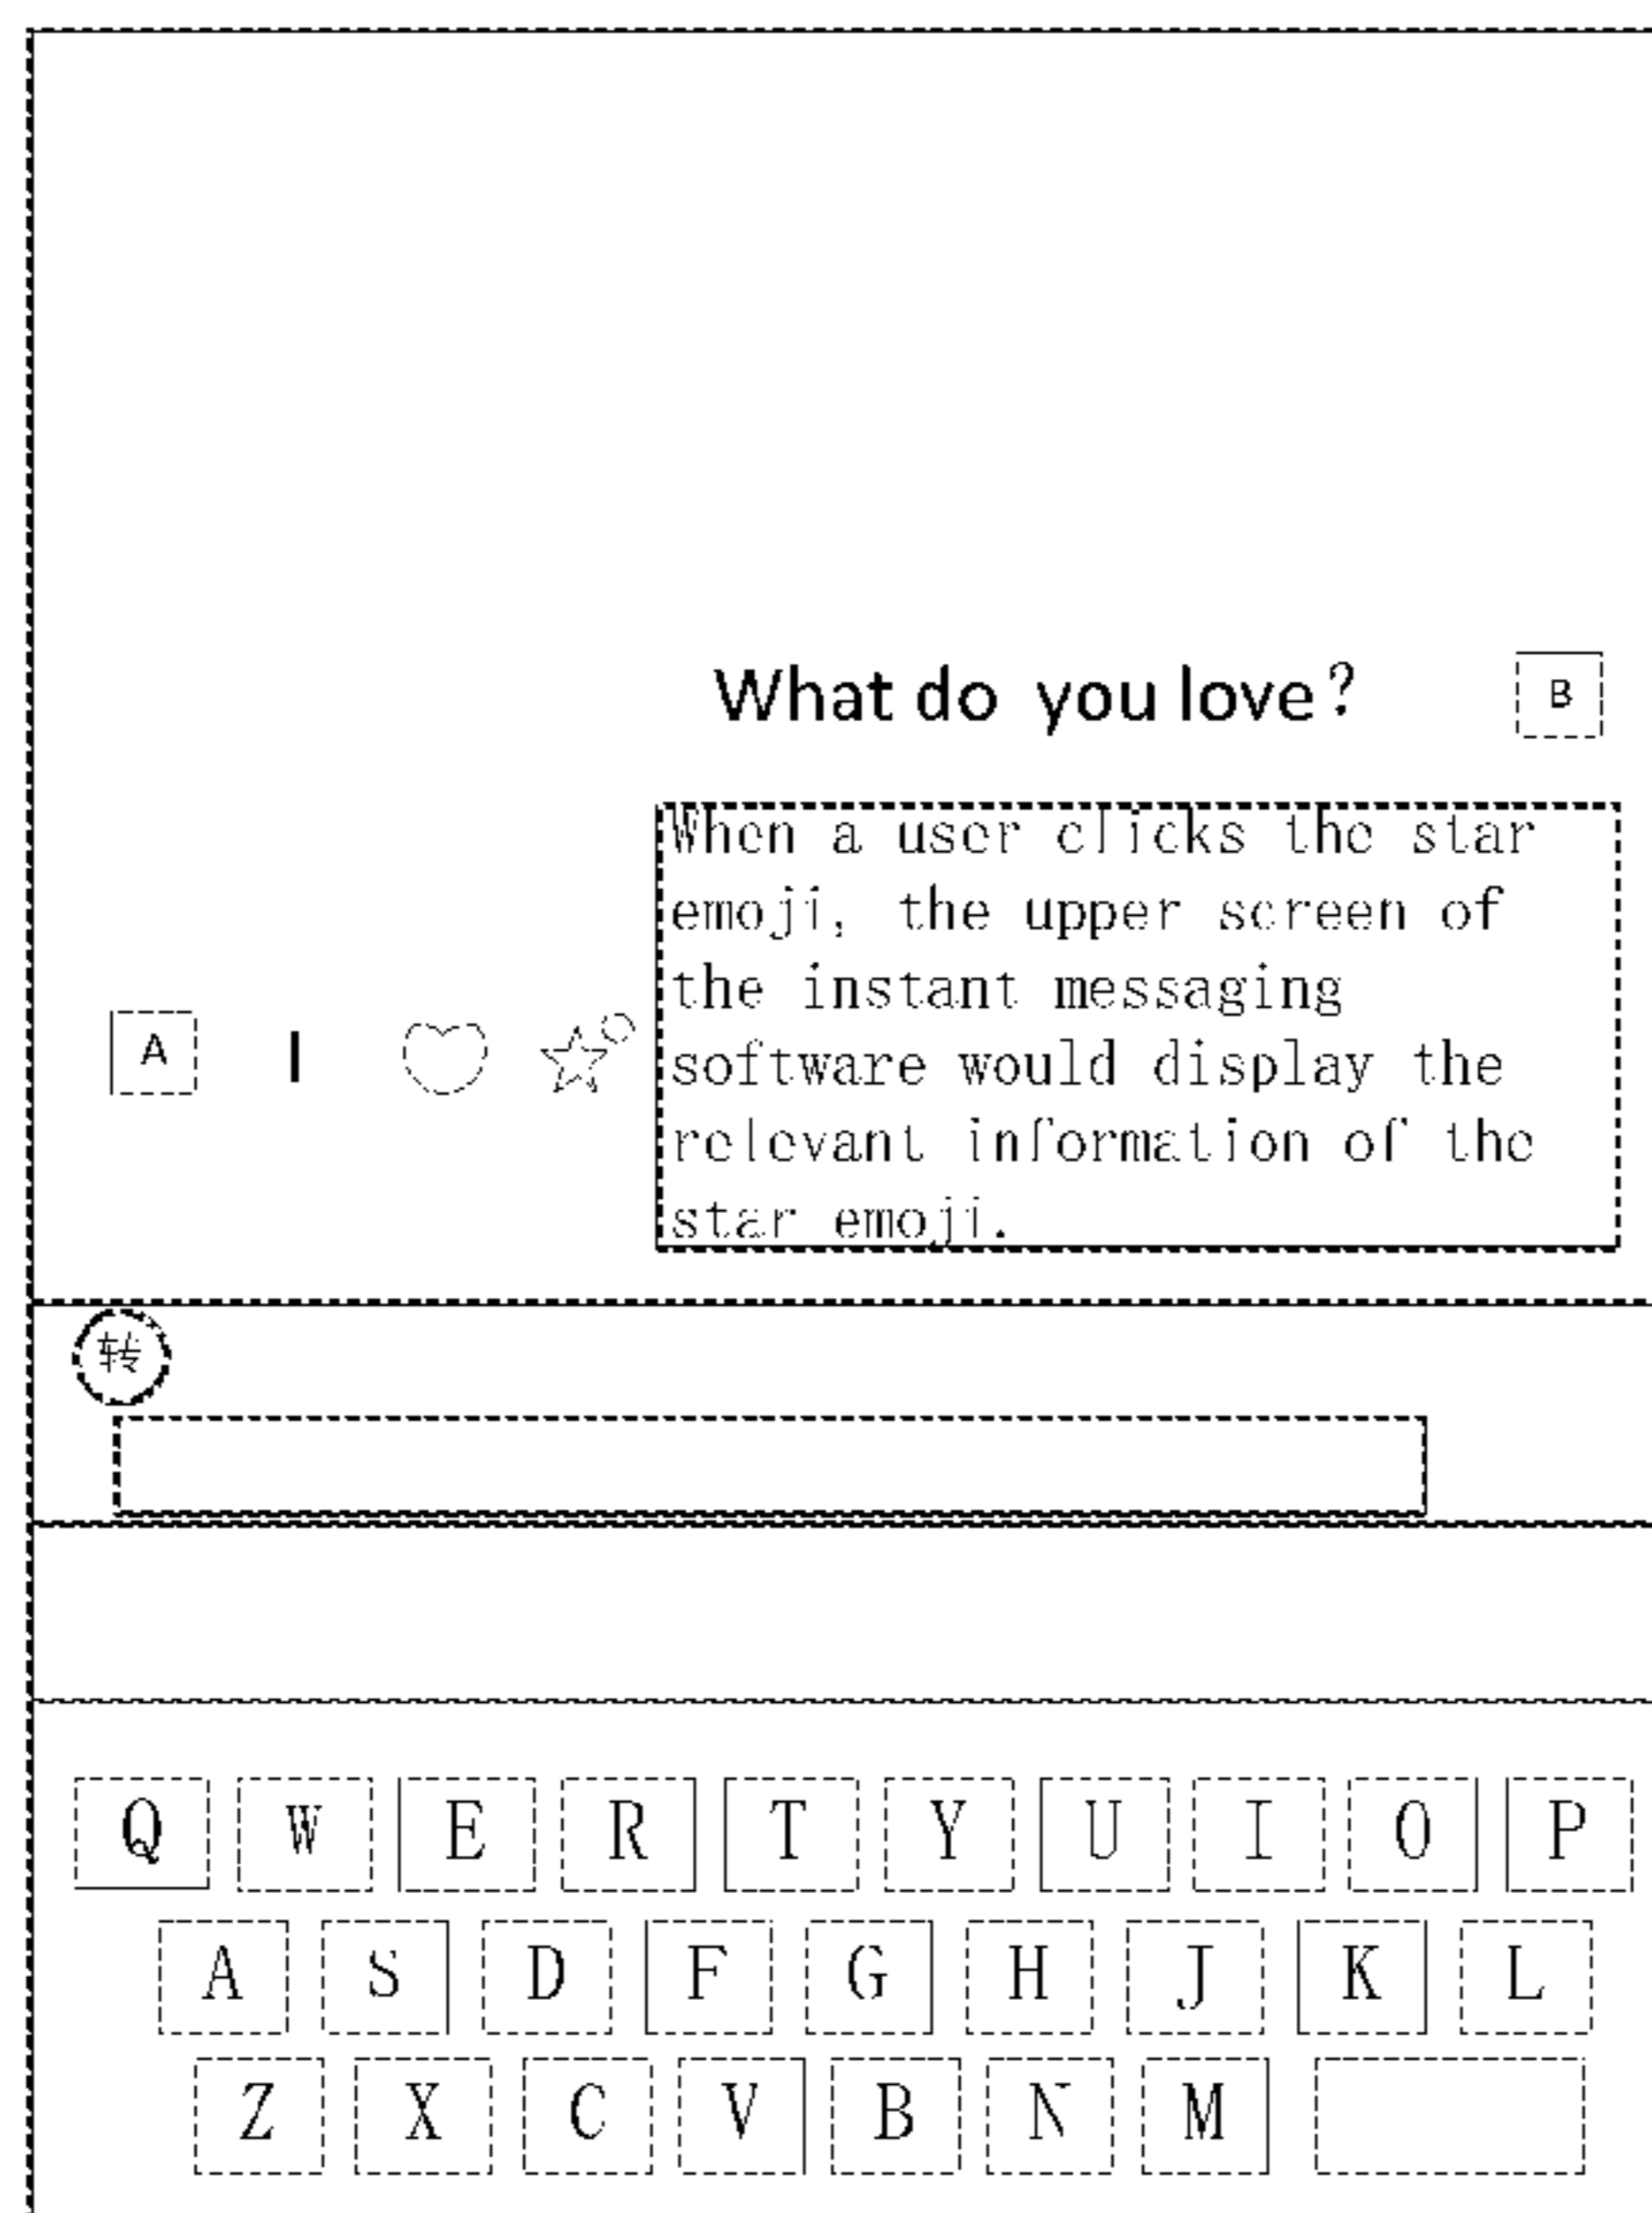 What do you love?
B
When a user clicks the star
emoji, the upper screen of
the instant messaging
software would display the
relevant information of the
star emoji.
A I
转
Q W E R T Y U I O P
A S D F G H J K L
Z X C V B N M